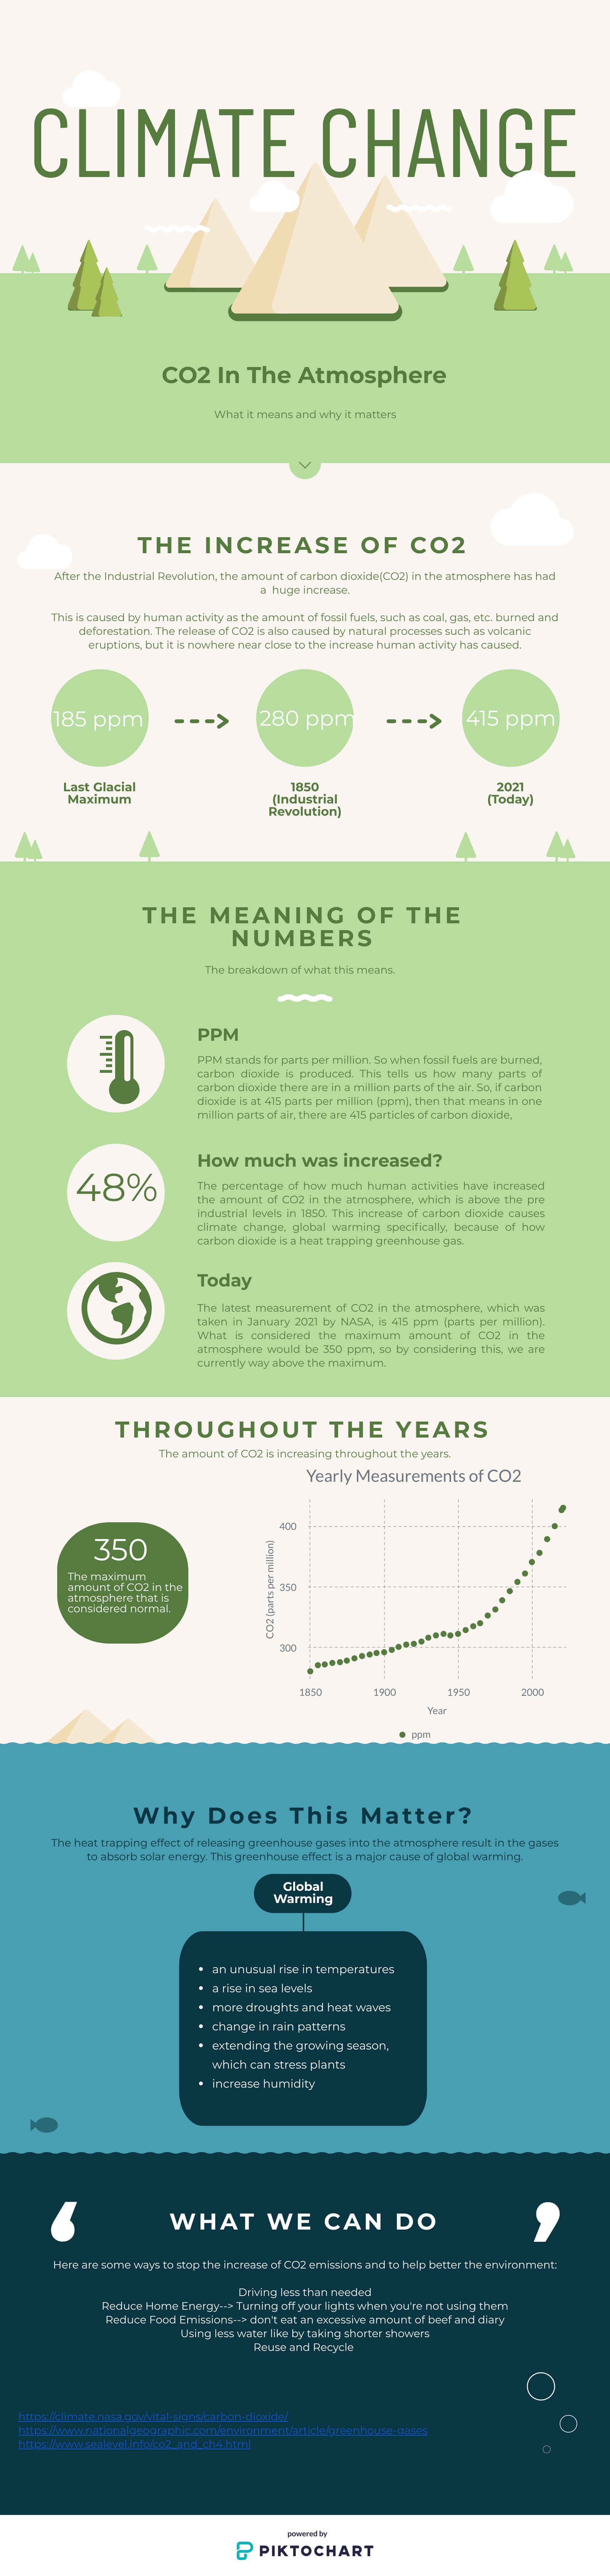 CLIMATE CHANGE
CO2 In The Atmosphere
What it means and why it matters
THE INCREASE OF CO2
After the Industrial Revolution, the amount of carbon dioxide(CO2) in the atmosphere has had
a huge increase.
This is caused by human activity as the amount of fossil fuels, such as coal, gas, etc. burned and
deforestation. The release of CO2 is also caused by natural processes such as volcanic
eruptions, but it is nowhere near close to the increase human activity has caused.
185 ppm
280 ppm
415 ppm
Last Glacial
Maximum
1850
(Industrial
Revolution)
2021
(Today)
THE MEANING OF THE
NUMBERS
The breakdown of what this means.
PPM
PPM stands for parts per million. So when fossil fuels are burned,
carbon dioxide is produced. This tells us how many parts of
carbon dioxide there are in a million parts of the air. So, if carbon
dioxide is at 415 parts per million (ppm), then that means in one
million parts of air, there are 415 particles of carbon dioxide,
48%
How much was increased?
The percentage of how much human activities have increased
the amount of CO2 in the atmosphere, which is above the pre
industrial levels in 1850. This increase of carbon dioxide causes
climate change, global warming specifically, because of how
carbon dioxide is a heat trapping greenhouse gas.
Today
The latest measurement of CO2 in the atmosphere, which was
taken in January 2021 by NASA, is 415 ppm (parts per million).
What is considered the maximum amount of CO2 in the
atmosphere would be 350 ppm, so by considering this, we are
currently way above the maximum.
THROUGHOUT THE YEARS
The amount of CO2 is increasing throughout the years.
350
The maximum
amount of CO2 in the
atmosphere that is
considered normal.
Yearly Measurements of CO2
CO2 (parts per million)
400
350
300
1850
1900
1950
2000
Year
ppm
Why Does This Matter?
The heat trapping effect of releasing greenhouse gases into the atmosphere result in the gases
to absorb solar energy. This greenhouse effect is a major cause of global warming.
Global
Warming
• an unusual rise in temperatures
• a rise in sea levels
• more droughts and heat waves
• change in rain patterns
• extending the growing season,
which can stress plants
• increase humidity
WHAT WE CAN DO
Here are some ways to stop the increase of CO2 emissions and to help better the environment:
Driving less than needed
Reduce Home Energy--> Turning off your lights when you're not using them
Reduce Food Emissions--> don't eat an excessive amount of beef and diary
Using less water like by taking shorter showers
Reuse and Recycle
https://climate.nasa.gov/vital-signs/carbon-dioxide/
https://www.nationalgeographic.com/environment/article/greenhouse-gases
https://www.sealevel.info/co2_and_ch4.html
powered by
PIKTOCHART